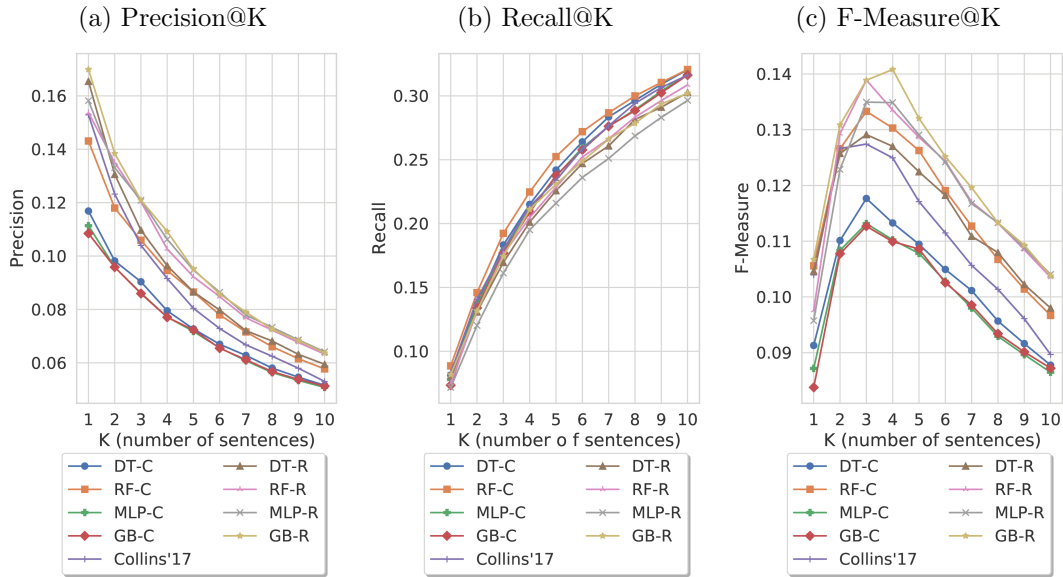 (a) Precision@K
0.16
0.14
0.12
0.10
0.08
0.06
Precision
1 2 3 4 5 6 7 8 9 10
K (number of sentences)
DT-C
RF-C
MLP-C
GB-C
Collins'17
DT-R
RF-R
MLP-R
GB-R
(b) Recall@K
0.30
0.25
0.20
0.15
0.10
Recall
1 2 3 4 5 6 7 8 9 10
K (number o f sentences)
DT-C
RF-C
MLP-C
GB-C
Collins'17
DT-R
RF-R
MLP-R
GB-R
(c) F-Measure@K
0.14
0.13
0.12
0.11
0.10
0.09
F-Measure
1 2 3 4 5 6 7 8 9 10
K (number of sentences)
DT-C
RF-C
MLP-C
GB-C
Collins'17
DT-R
RF-R
MLP-R
GB-R